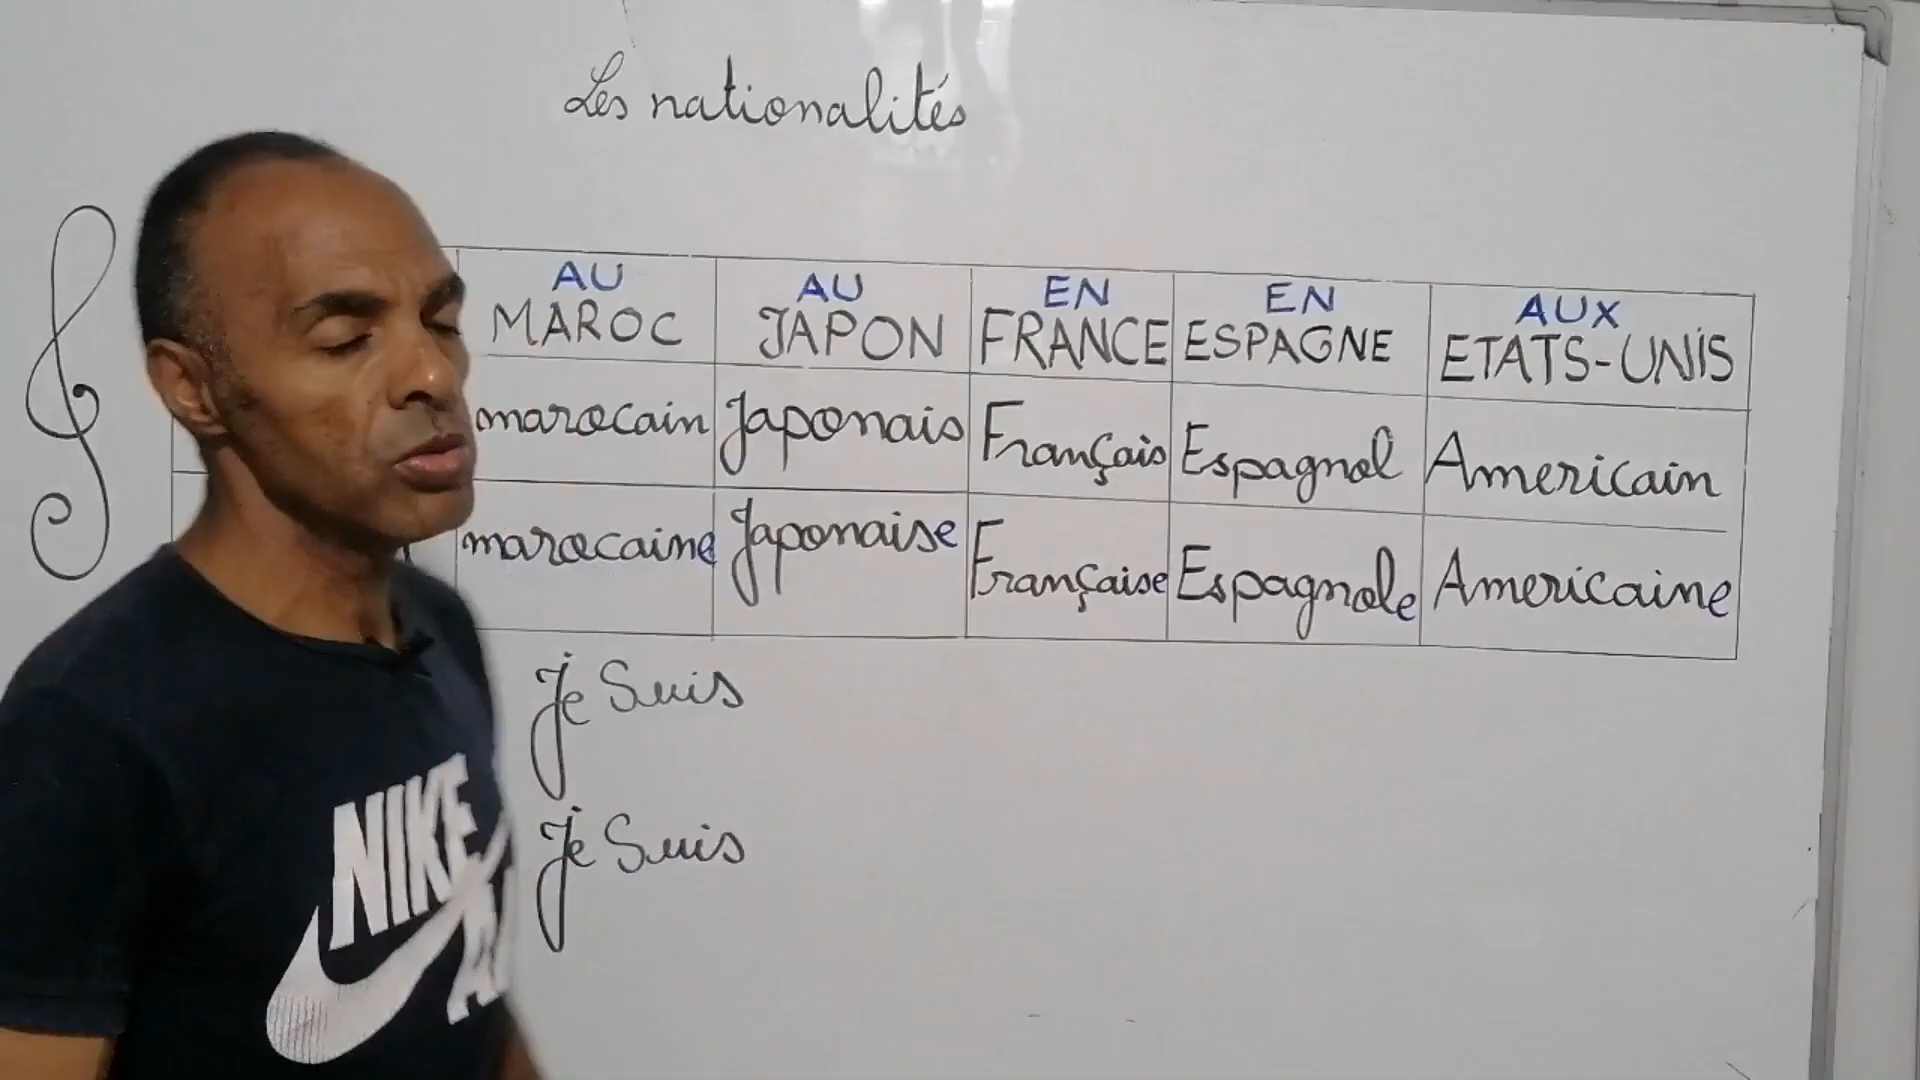 Les nationalités
AU AU EN EN AUX
MAROC JAPON FRANCE ESPAGNE ETATS-UNIS
marocain Japonais Français Espagnol Americain
marocaine Japonaise Française Espagnole Americaine
Je Suis
Je Suis
NIKE